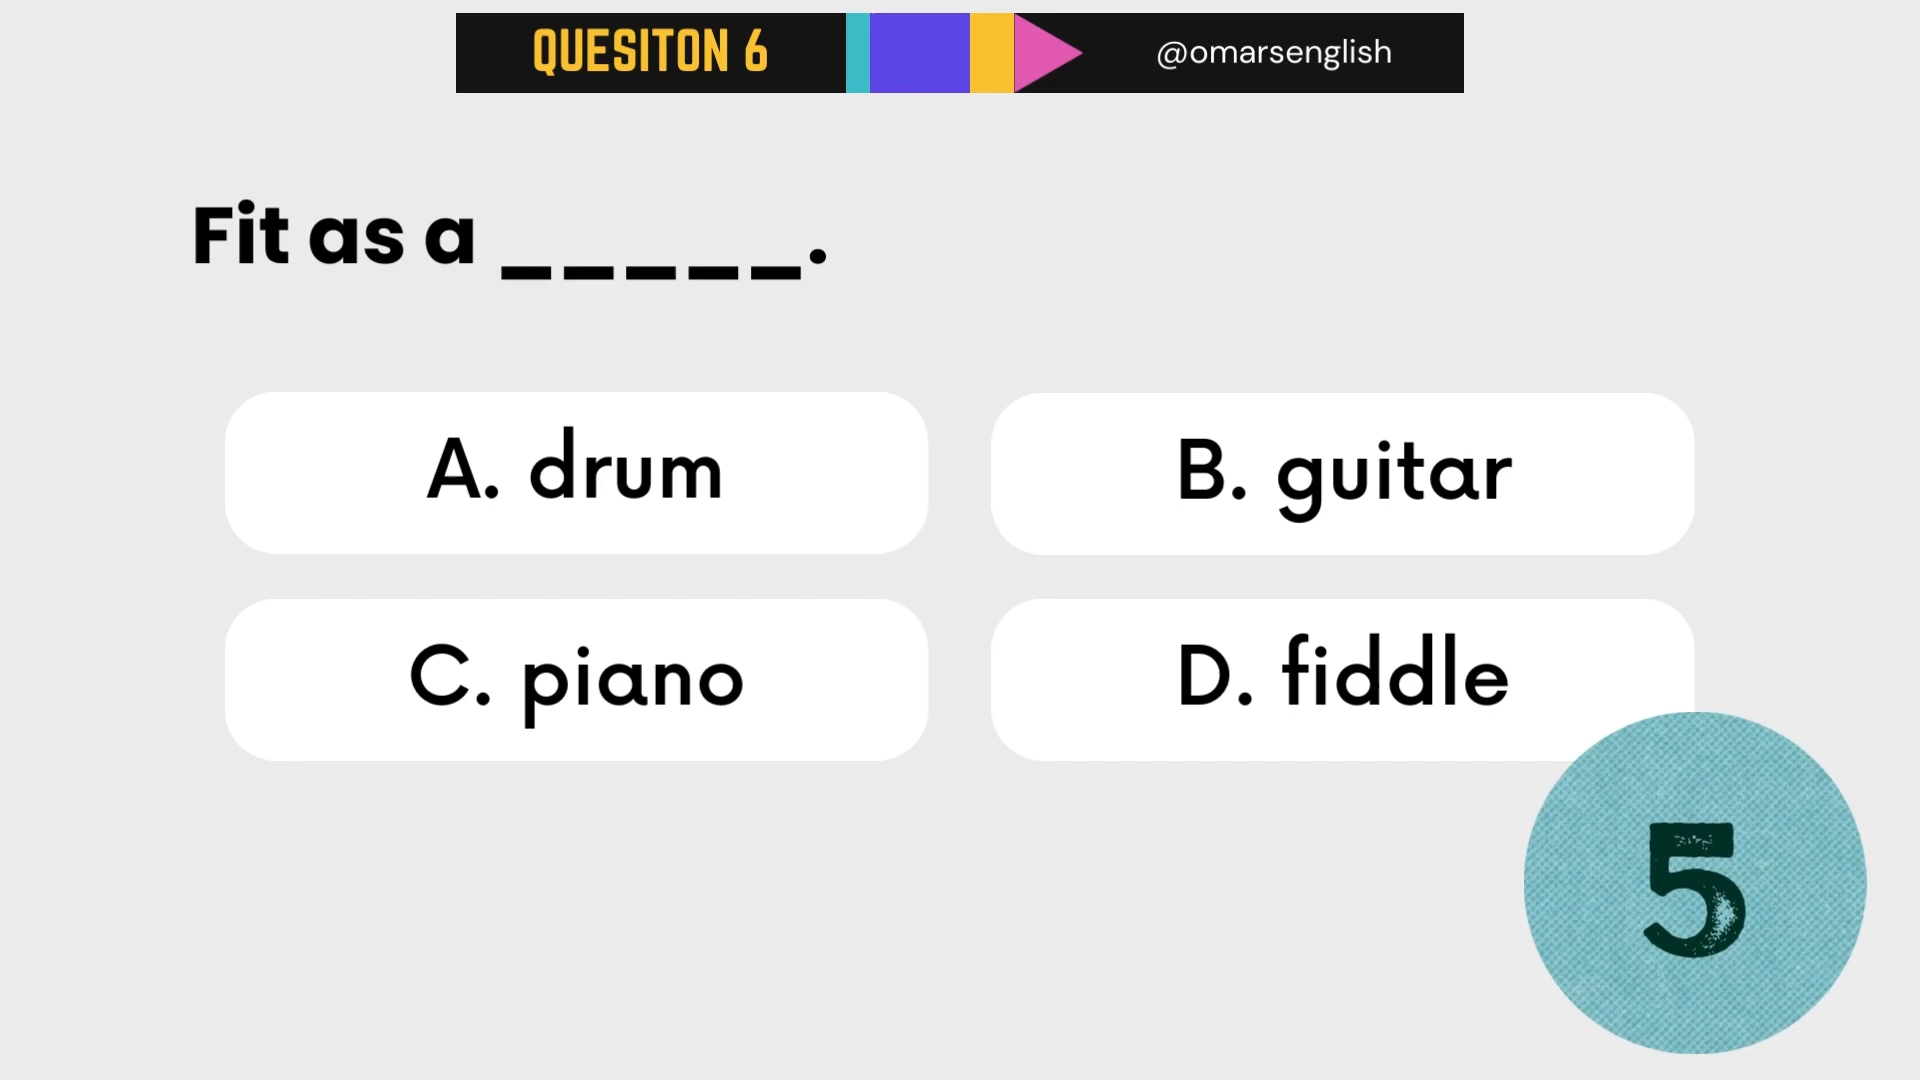 QUESITON 6
@omarsenglish
Fit as a _____.
A. drum
B. guitar
C. piano
D. fiddle
5